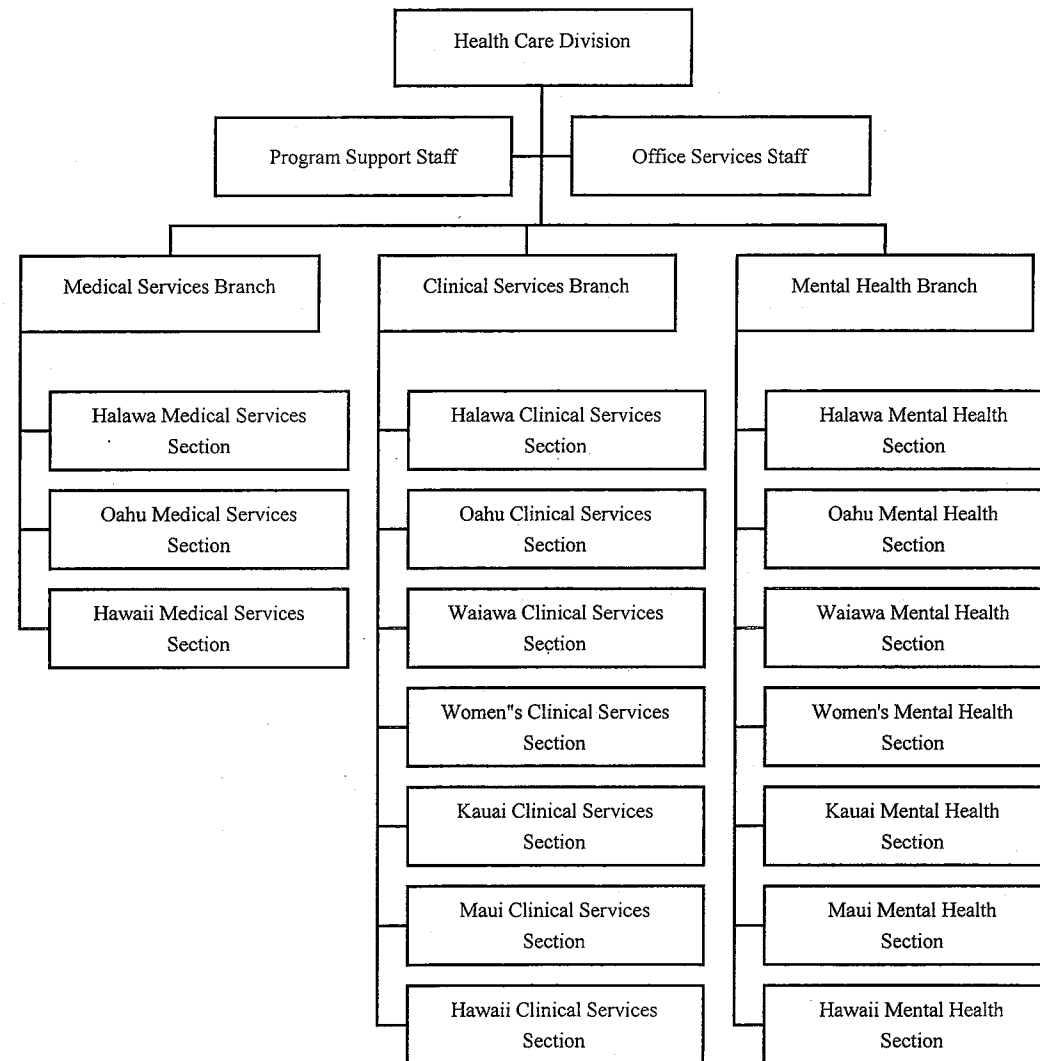 Health Care Division
Program Support Staff
Office Services Staff
Medical Services Branch
Clinical Services Branch
Mental Health Branch
Halawa Medical Services
Section
Oahu Medical Services
Section
Hawaii Medical Services
Section
Halawa Clinical Services
Section
Oahu Clinical Services
Section
Waiawa Clinical Services
Section
Women"s Clinical Services
Section
Kauai Clinical Services
Section
Maui Clinical Services
Section
Hawaii Clinical Services
Section
Halawa Mental Health
Section
Oahu Mental Health
Section
Waiawa Mental Health
Section
Women's Mental Health
Section
Kauai Mental Health
Section
Maui Mental Health
Section
Hawaii Mental Health
Section